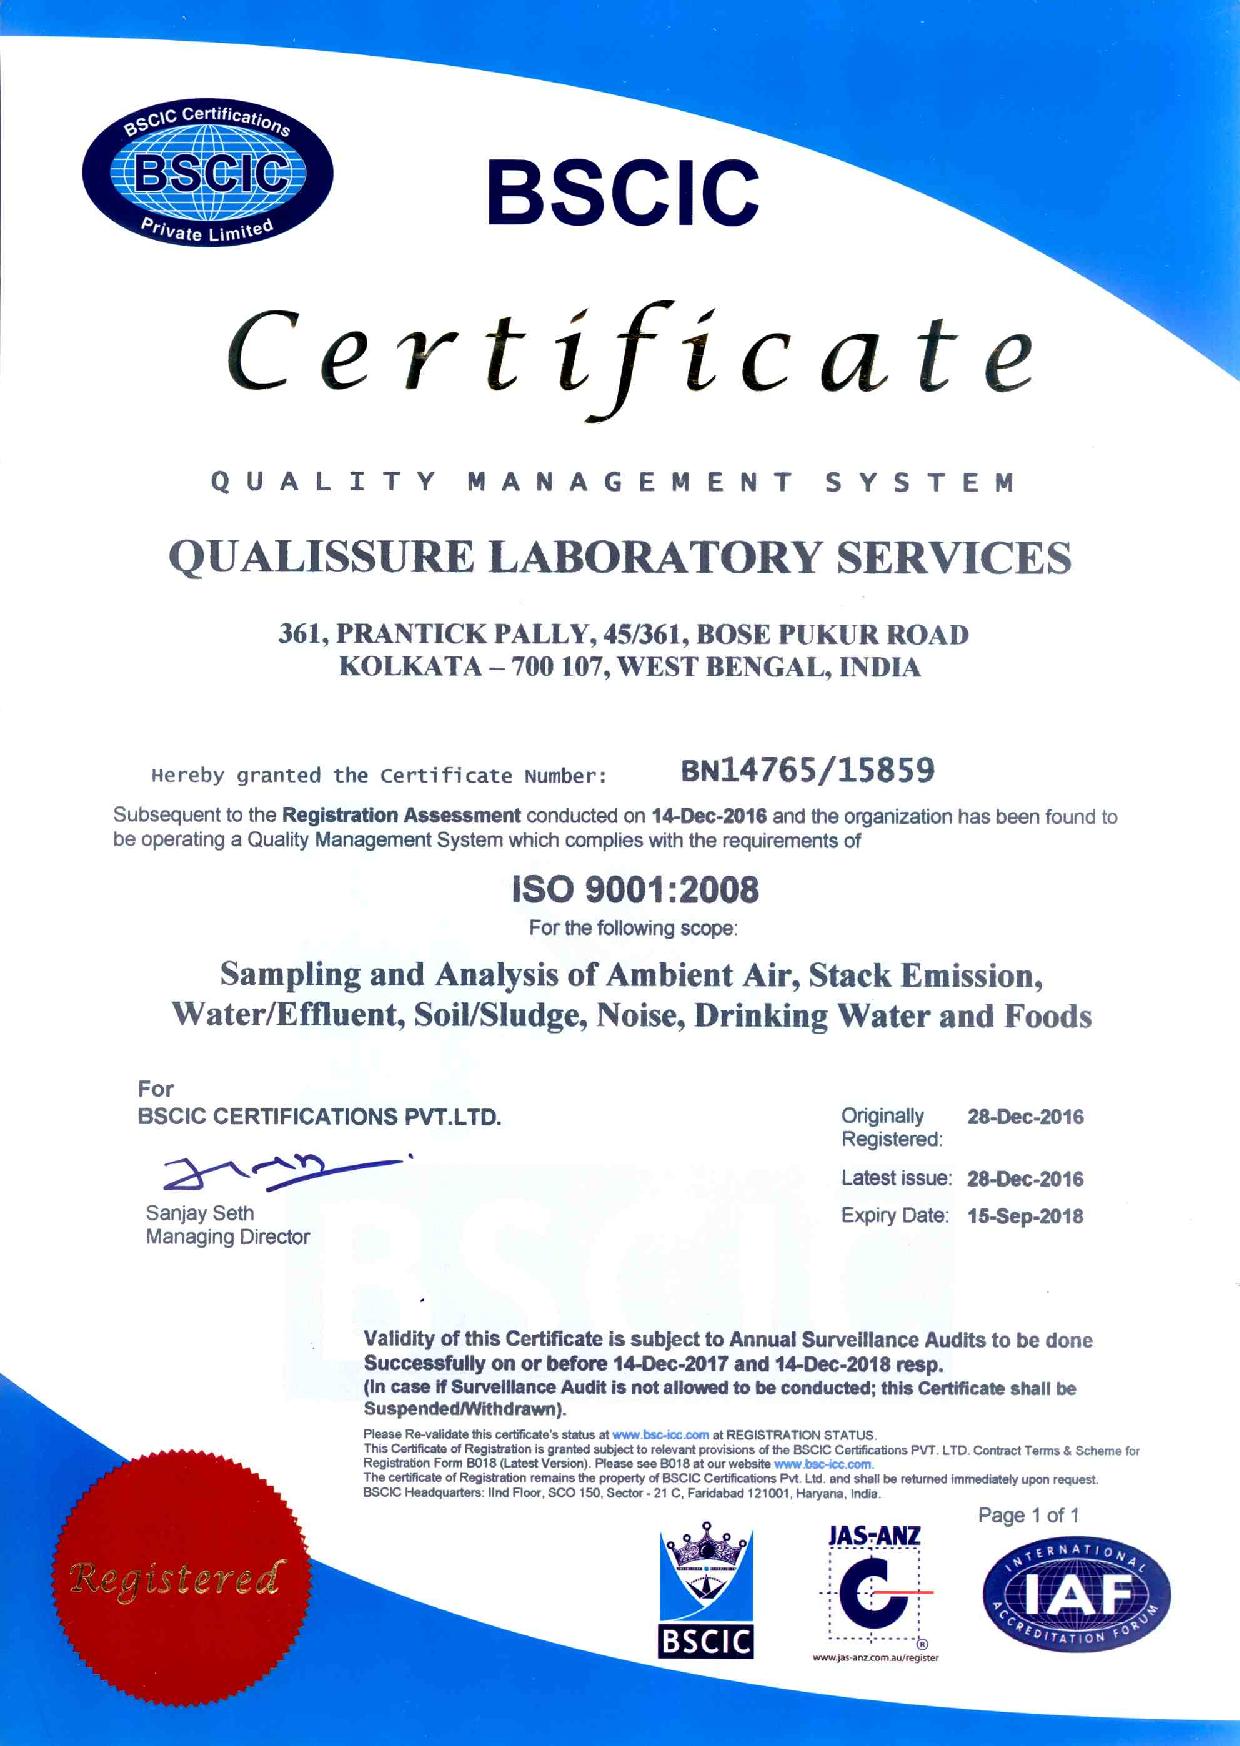 BSCIC Certifications
BSCIC
Private Limited
BSCIC
Certificate
QUALITY MANAGEMENT SYSTEM
QUALISSURE LABORATORY SERVICES
361, PRANTICK PALLY, 45/361, BOSE PUKUR ROAD
KOLKATA – 700 107, WEST BENGAL, INDIA
Hereby granted the Certificate Number: BN14765/15859
Subsequent to the Registration Assessment conducted on 14-Dec-2016 and the organization has been found to
be operating a Quality Management System which complies with the requirements of
ISO 9001:2008
For the following scope:
Sampling and Analysis of Ambient Air, Stack Emission,
Water/Effluent, Soil/Sludge, Noise, Drinking Water and Foods
For
BSCIC CERTIFICATIONS PVT.LTD.
Sanjay Seth
Managing Director
Originally Registered: 28-Dec-2016
Latest issue: 28-Dec-2016
Expiry Date: 15-Sep-2018
BSCIC
Validity of this Certificate is subject to Annual Surveillance Audits to be done
Successfully on or before 14-Dec-2017 and 14-Dec-2018 resp.
(In case if Surveillance Audit is not allowed to be conducted; this Certificate shall be
Suspended/Withdrawn).
Please Re-validate this certificate's status at www.bsc-icc.com at REGISTRATION STATUS.
This Certificate of Registration is granted subject to relevant provisions of the BSCIC Certifications PVT. LTD. Contract Terms & Scheme for
Registration Form B018 (Latest Version). Please see B018 at our website www.bsc-icc.com.
The certificate of Registration remains the property of BSCIC Certifications Pvt. Ltd. and shall be returned immediately upon request.
BSCIC Headquarters: IInd Floor, SCO 150, Sector - 21 C, Faridabad 121001, Haryana, India.
Page 1 of 1
Registered
BSCIC
JAS-ANZ
C
®
www.jas-anz.com.au/register
INTERNATIONAL
IAF
ACCREDITATION FORUM